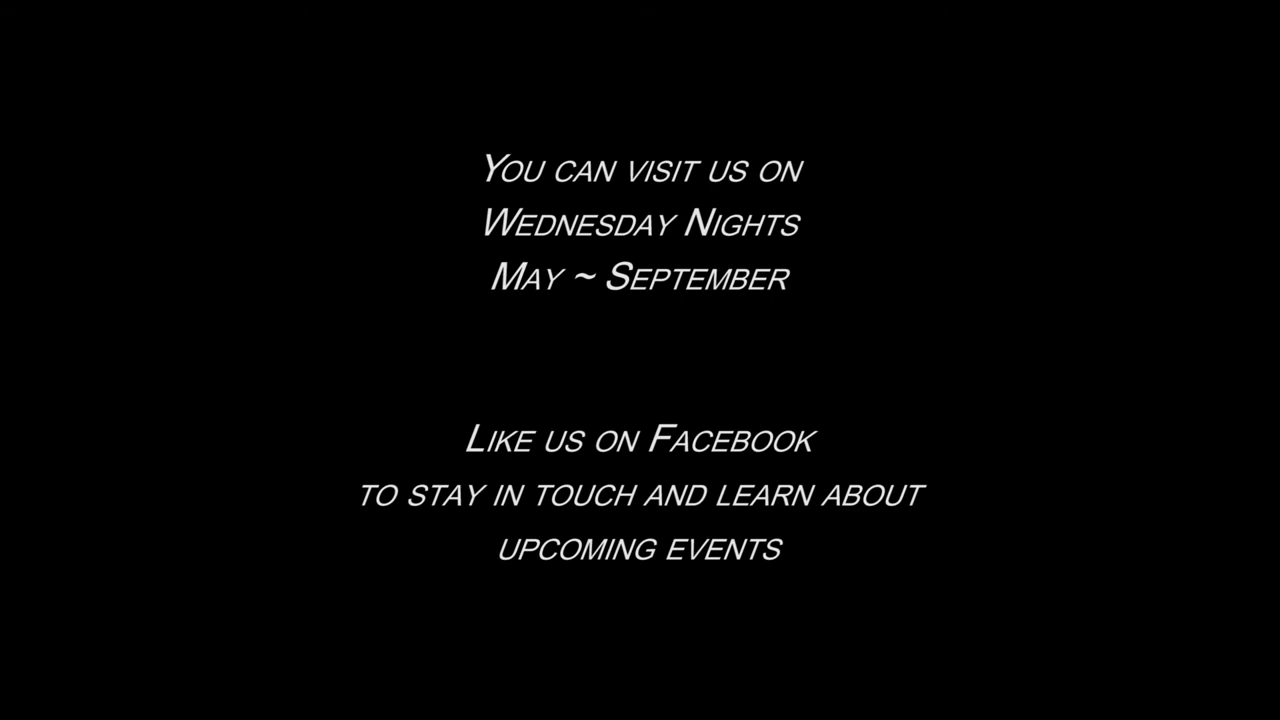 You can visit us on
Wednesday Nights
May ~ September
Like us on Facebook
to stay in touch and learn about
upcoming events